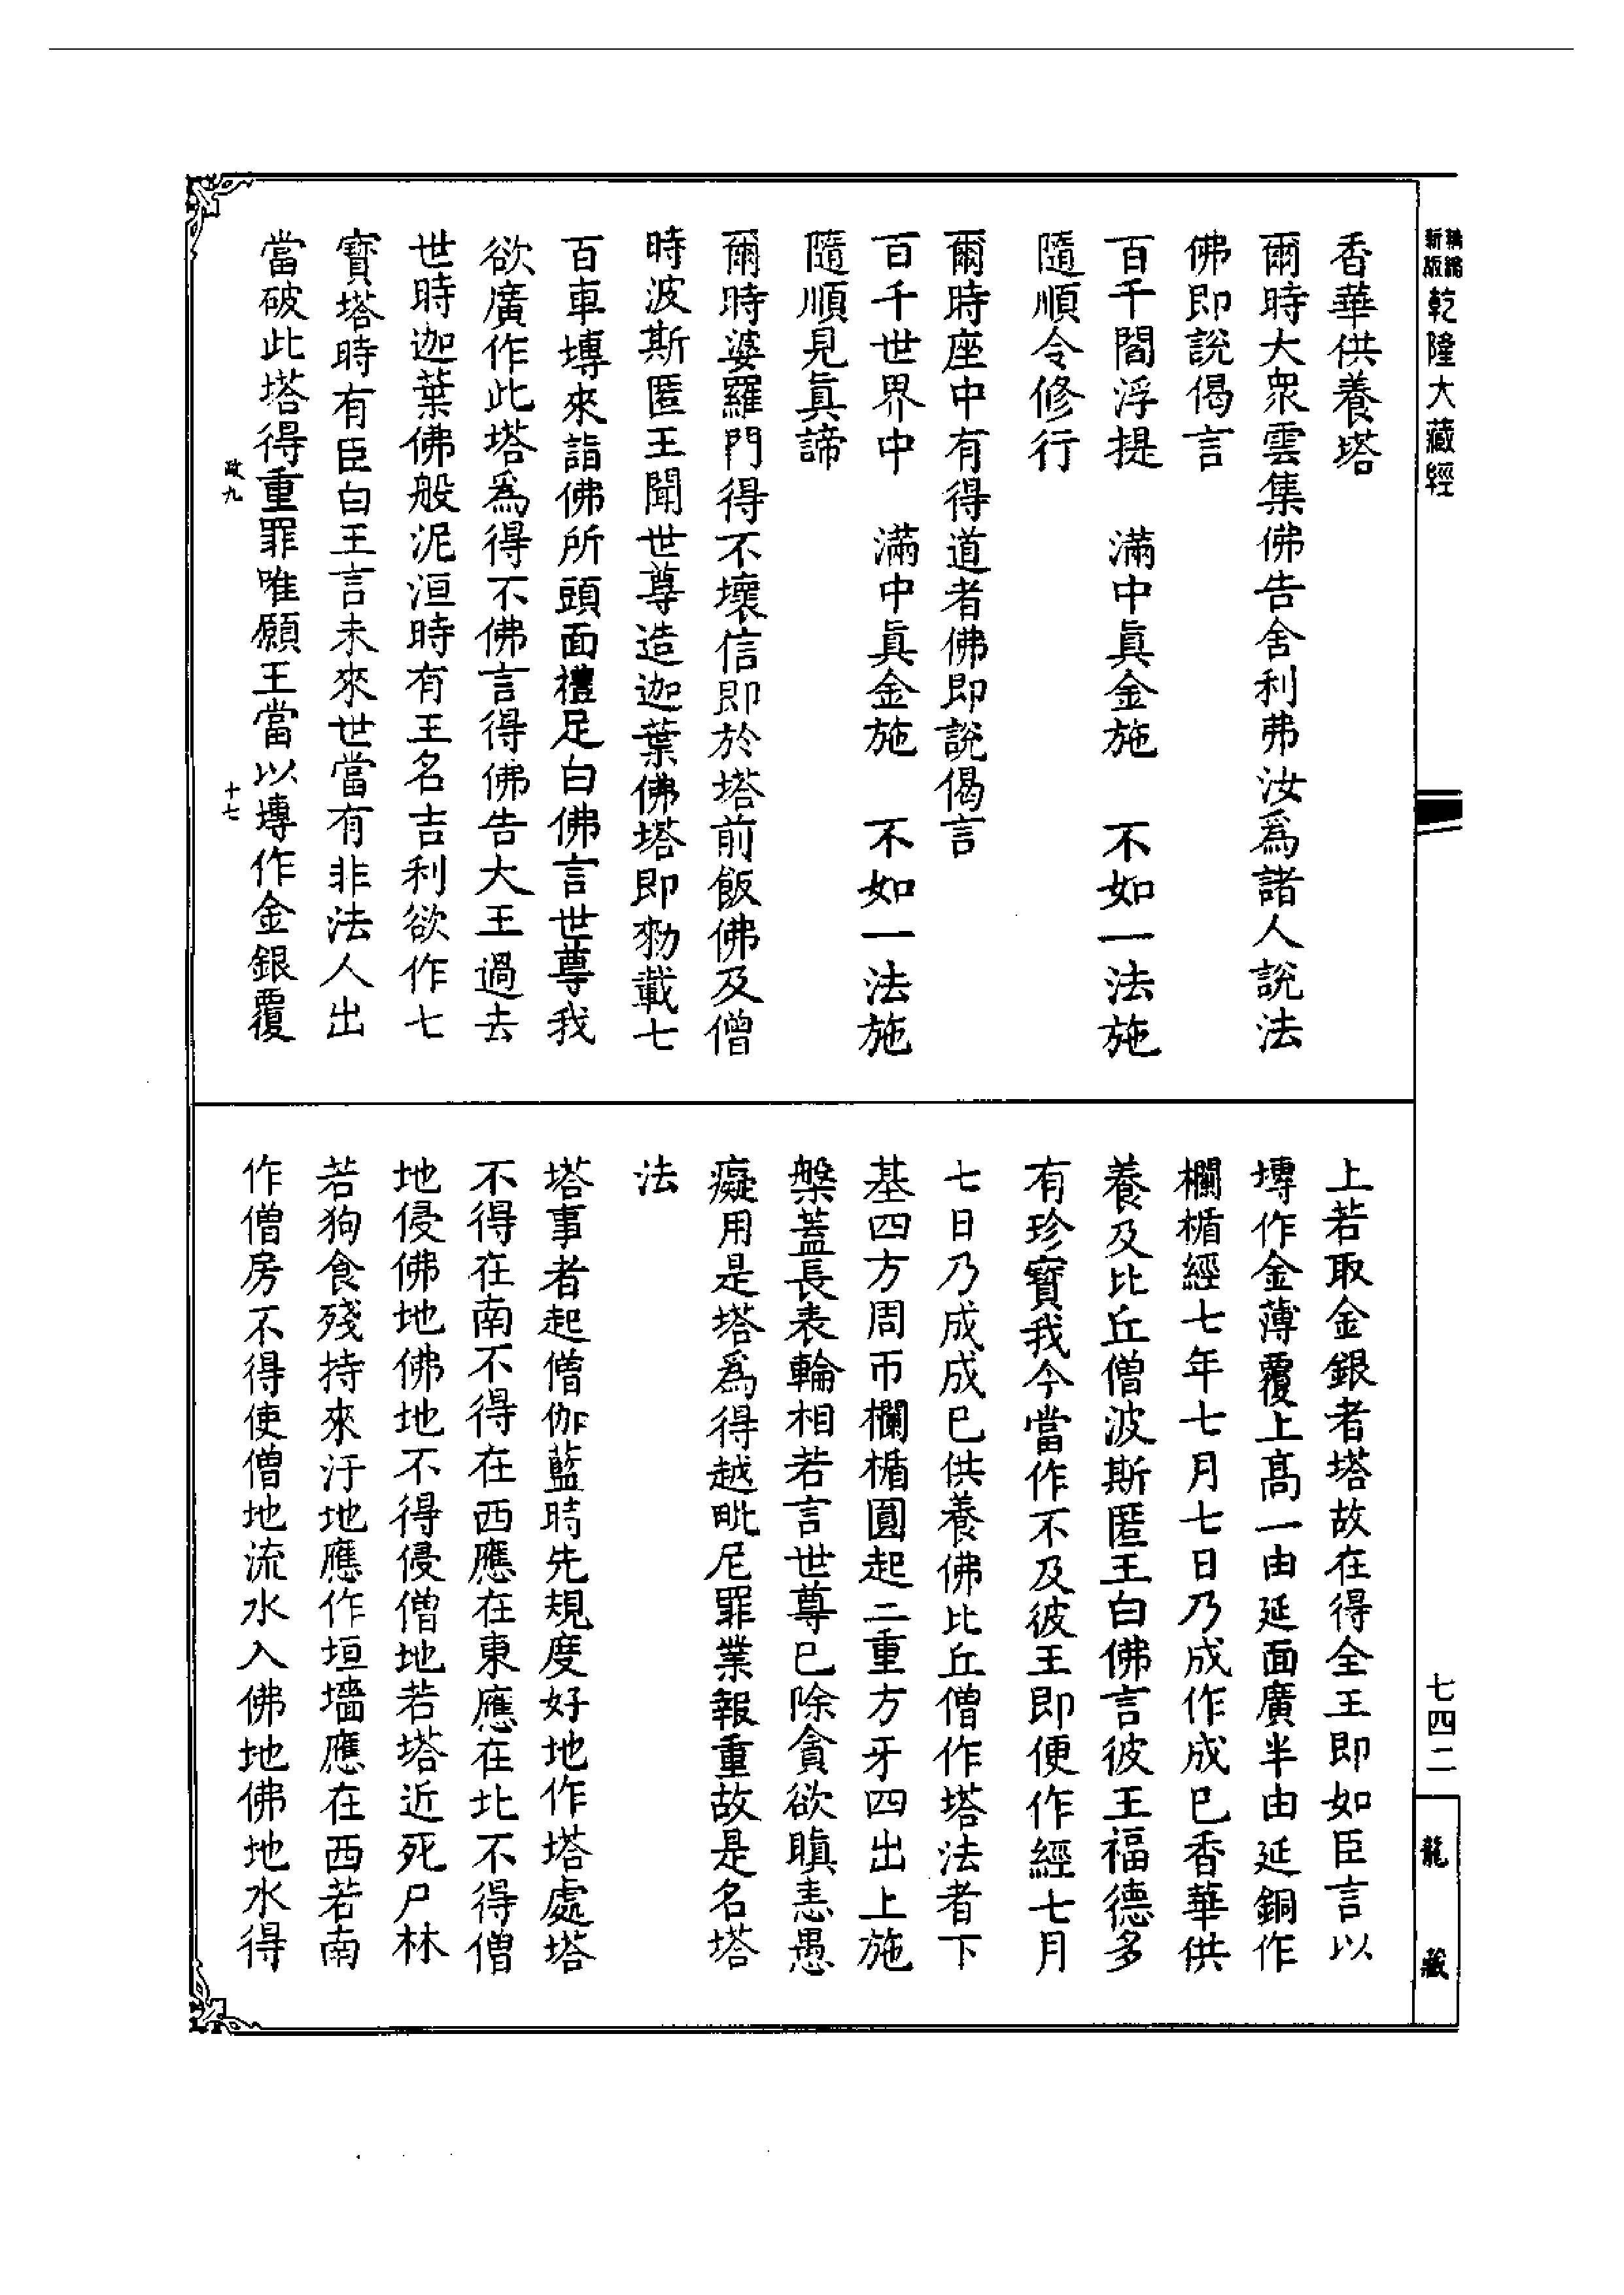 新版精編乾隆大藏經
七四二
龍藏
香華供養塔
爾時大衆雲集佛告舍利弗汝爲諸人說法
佛即說偈言
百千閻浮提　滿中眞金施　不如一法施
隨順令修行
爾時座中有得道者佛即說偈言
百千世界中　滿中眞金施　不如一法施
隨順見眞諦
爾時婆羅門得不壞信即於塔前飯佛及僧
時波斯匿王聞世尊造迦葉佛塔即勑載七
百車塼來詣佛所頭面禮足白佛言世尊我
欲廣作此塔爲得不佛言得佛告大王過去
世時迦葉佛般泥洹時有王名吉利欲作七
寶塔時有臣白王言未來世當有非法人出
當破此塔得重罪唯願王當以塼作金銀覆
政九
十七
上若取金銀者塔故在得全王即如臣言以
塼作金薄覆上高一由延面廣半由延銅作
欄楯經七年七月七日乃成作成已香華供
養及比丘僧波斯匿王白佛言彼王福德多
有珍寶我今當作不及彼王即便作經七月
七日乃成成已供養佛比丘僧作塔法者下
基四方周帀欄楯圓起二重方牙四出上施
槃蓋長表輪相若言世尊已除貪欲瞋恚愚
癡用是塔爲得越毗尼罪業報重故是名塔
法
塔事者起僧伽藍時先規度好地作塔處塔
不得在南不得在西應在東應在北不得僧
地侵佛地佛地不得侵僧地若塔近死尸林
若狗食殘持來汙地應作垣墻應在西若南
作僧房不得使僧地流水入佛地佛地水得